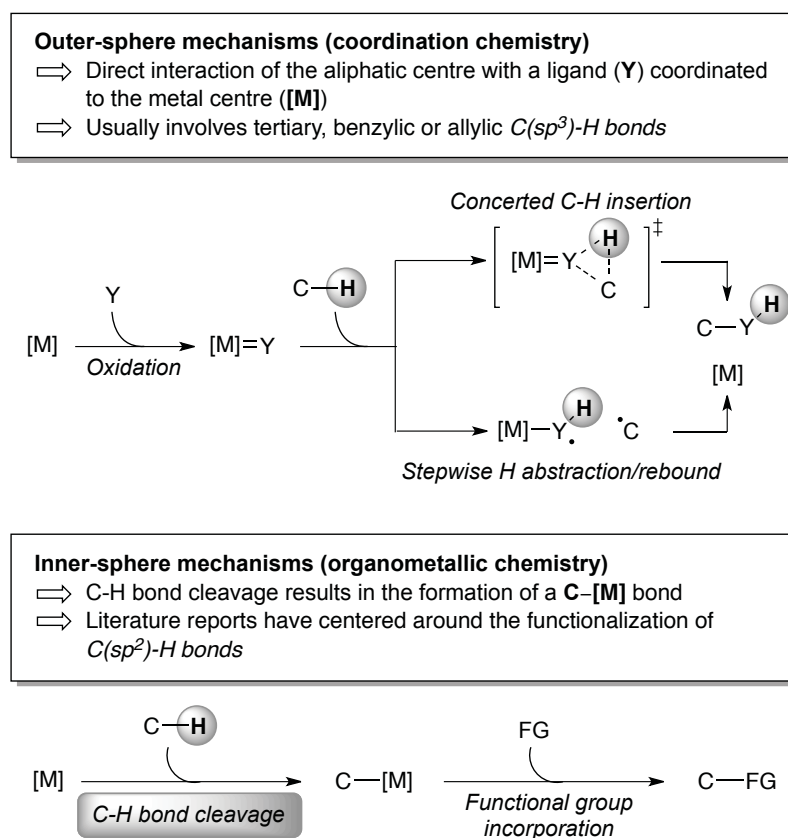 Outer-sphere mechanisms (coordination chemistry)
⇨ Direct interaction of the aliphatic centre with a ligand (Y) coordinated
to the metal centre ([M])
⇨ Usually involves tertiary, benzylic or allylic C(sp³)-H bonds
Concerted C-H insertion
[M]=Y H C ‡
Y
C–H
[M]
Oxidation
[M]=Y
C–Y H
[M]
[M]–Y H • •C
Stepwise H abstraction/rebound
Inner-sphere mechanisms (organometallic chemistry)
⇨ C-H bond cleavage results in the formation of a C–[M] bond
⇨ Literature reports have centered around the functionalization of
C(sp²)-H bonds
C–H
FG
[M]
C–[M]
C–FG
C-H bond cleavage
Functional group
incorporation